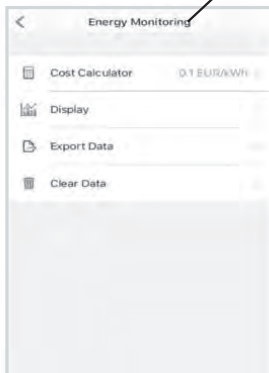 Energy Monitoring
Cost Calculator 0.1 EUR/kWh
Display
Export Data
Clear Data